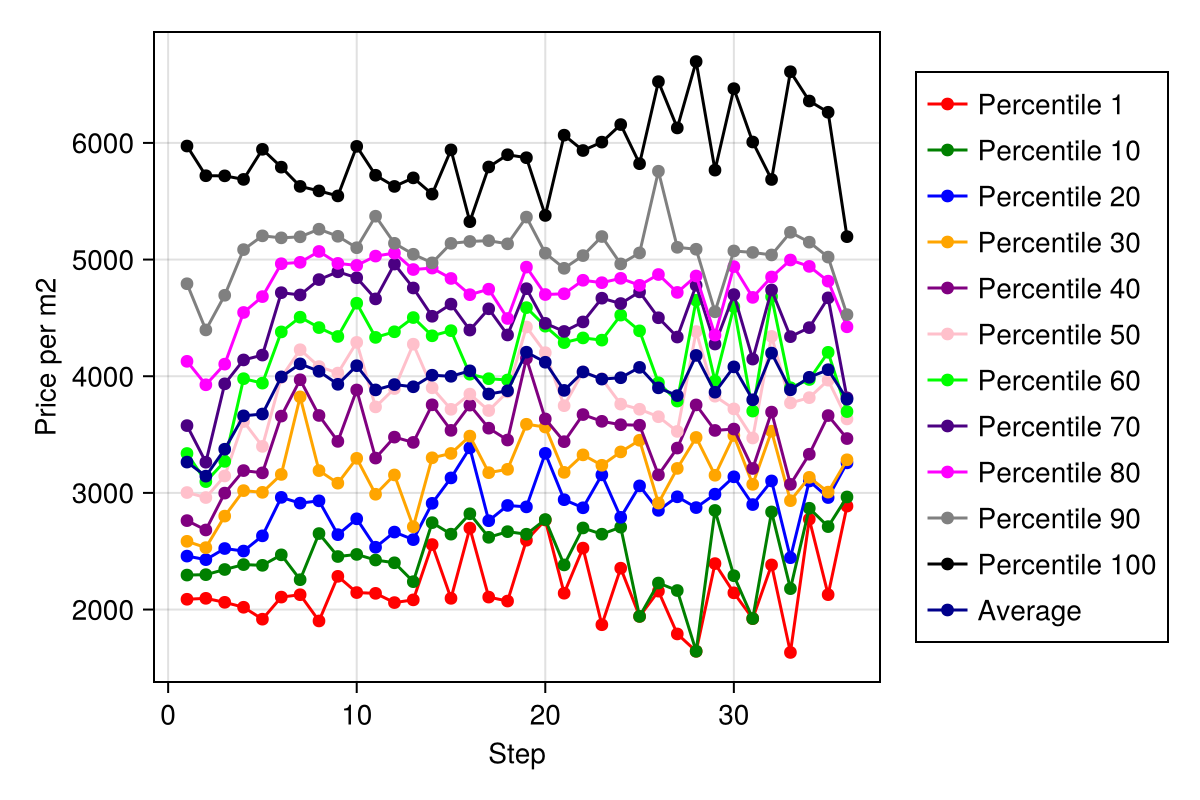 Price per m2
6000
5000
4000
3000
2000
0
10
20
30
Step
Percentile 1
Percentile 10
Percentile 20
Percentile 30
Percentile 40
Percentile 50
Percentile 60
Percentile 70
Percentile 80
Percentile 90
Percentile 100
Average